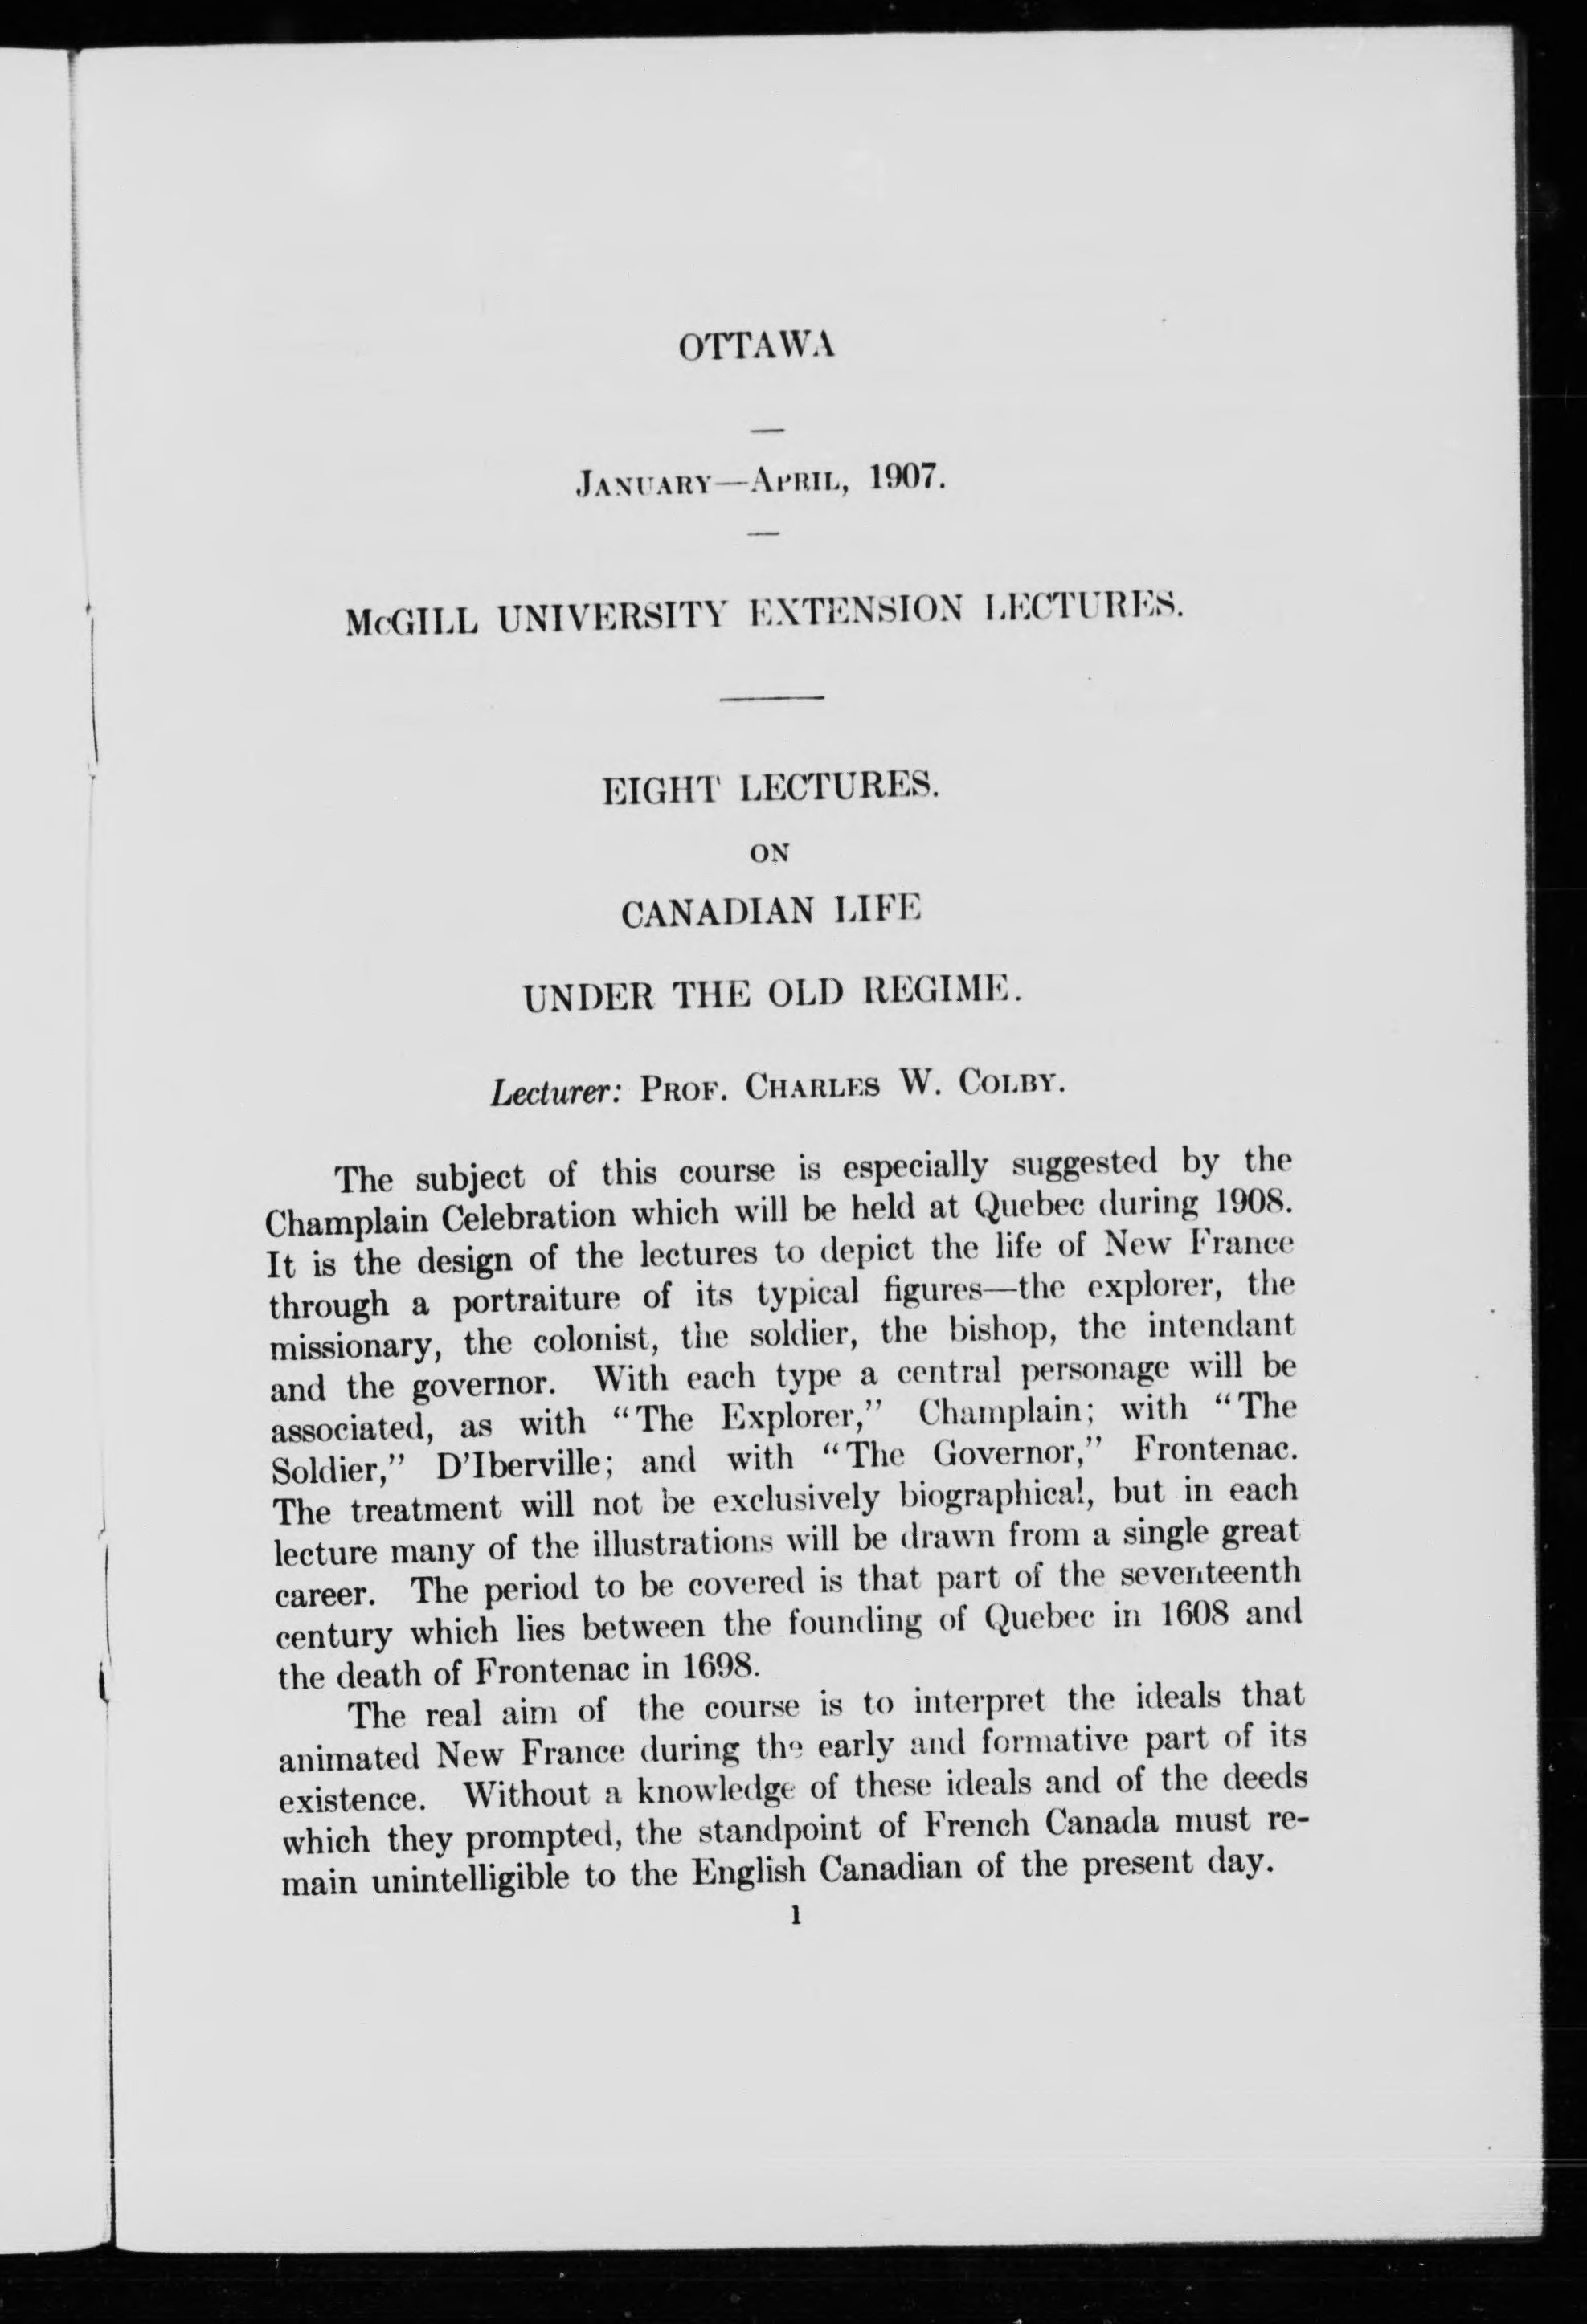 OTTAWA
JANUARY—APRIL, 1907.
McGILL UNIVERSITY EXTENSION LECTURES.
EIGHT LECTURES.
ON
CANADIAN LIFE
UNDER THE OLD REGIME.
Lecturer: PROF. CHARLES W. COLBY.
The subject of this course is especially suggested by the
Champlain Celebration which will be held at Quebec during 1908.
It is the design of the lectures to depict the life of New France
through a portraiture of its typical figures—the explorer, the
missionary, the colonist, the soldier, the bishop, the intendant
and the governor. With each type a central personage will be
associated, as with “The Explorer,” Champlain; with “The
Soldier,” D'Iberville; and with “The Governor,” Frontenac.
The treatment will not be exclusively biographical, but in each
lecture many of the illustrations will be drawn from a single great
career. The period to be covered is that part of the seventeenth
century which lies between the founding of Quebec in 1608 and
the death of Frontenac in 1698.
The real aim of the course is to interpret the ideals that
animated New France during the early and formative part of its
existence. Without a knowledge of these ideals and of the deeds
which they prompted, the standpoint of French Canada must re-
main unintelligible to the English Canadian of the present day.
1